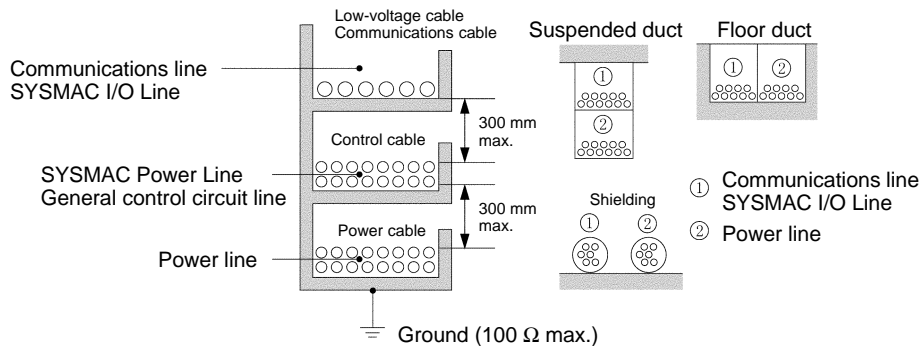 Low-voltage cable
Communications cable
Communications line
SYSMAC I/O Line
300 mm
max.
Control cable
SYSMAC Power Line
General control circuit line
300 mm
max.
Power cable
Power line
Ground (100 Ω max.)
Suspended duct
①
②
Floor duct
① ②
Shielding
① ②
① Communications line
SYSMAC I/O Line
② Power line